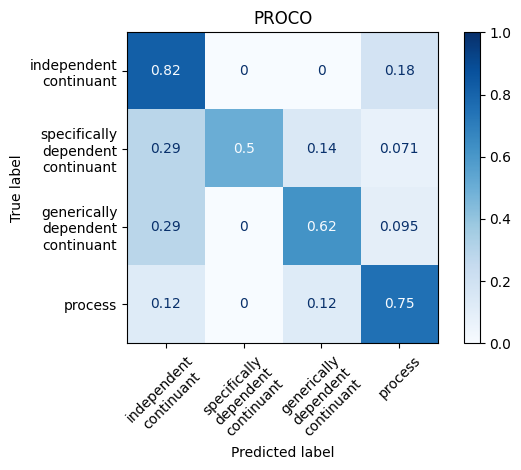 PROCO
independent
continuant
0.82 0 0 0.18
specifically
dependent
continuant
0.29 0.5 0.14 0.071
generically
dependent
continuant
0.29 0 0.62 0.095
process
0.12 0 0.12 0.75
True label
independent
continuant
specifically
dependent
continuant
generically
dependent
continuant
process
Predicted label
1.0
0.8
0.6
0.4
0.2
0.0